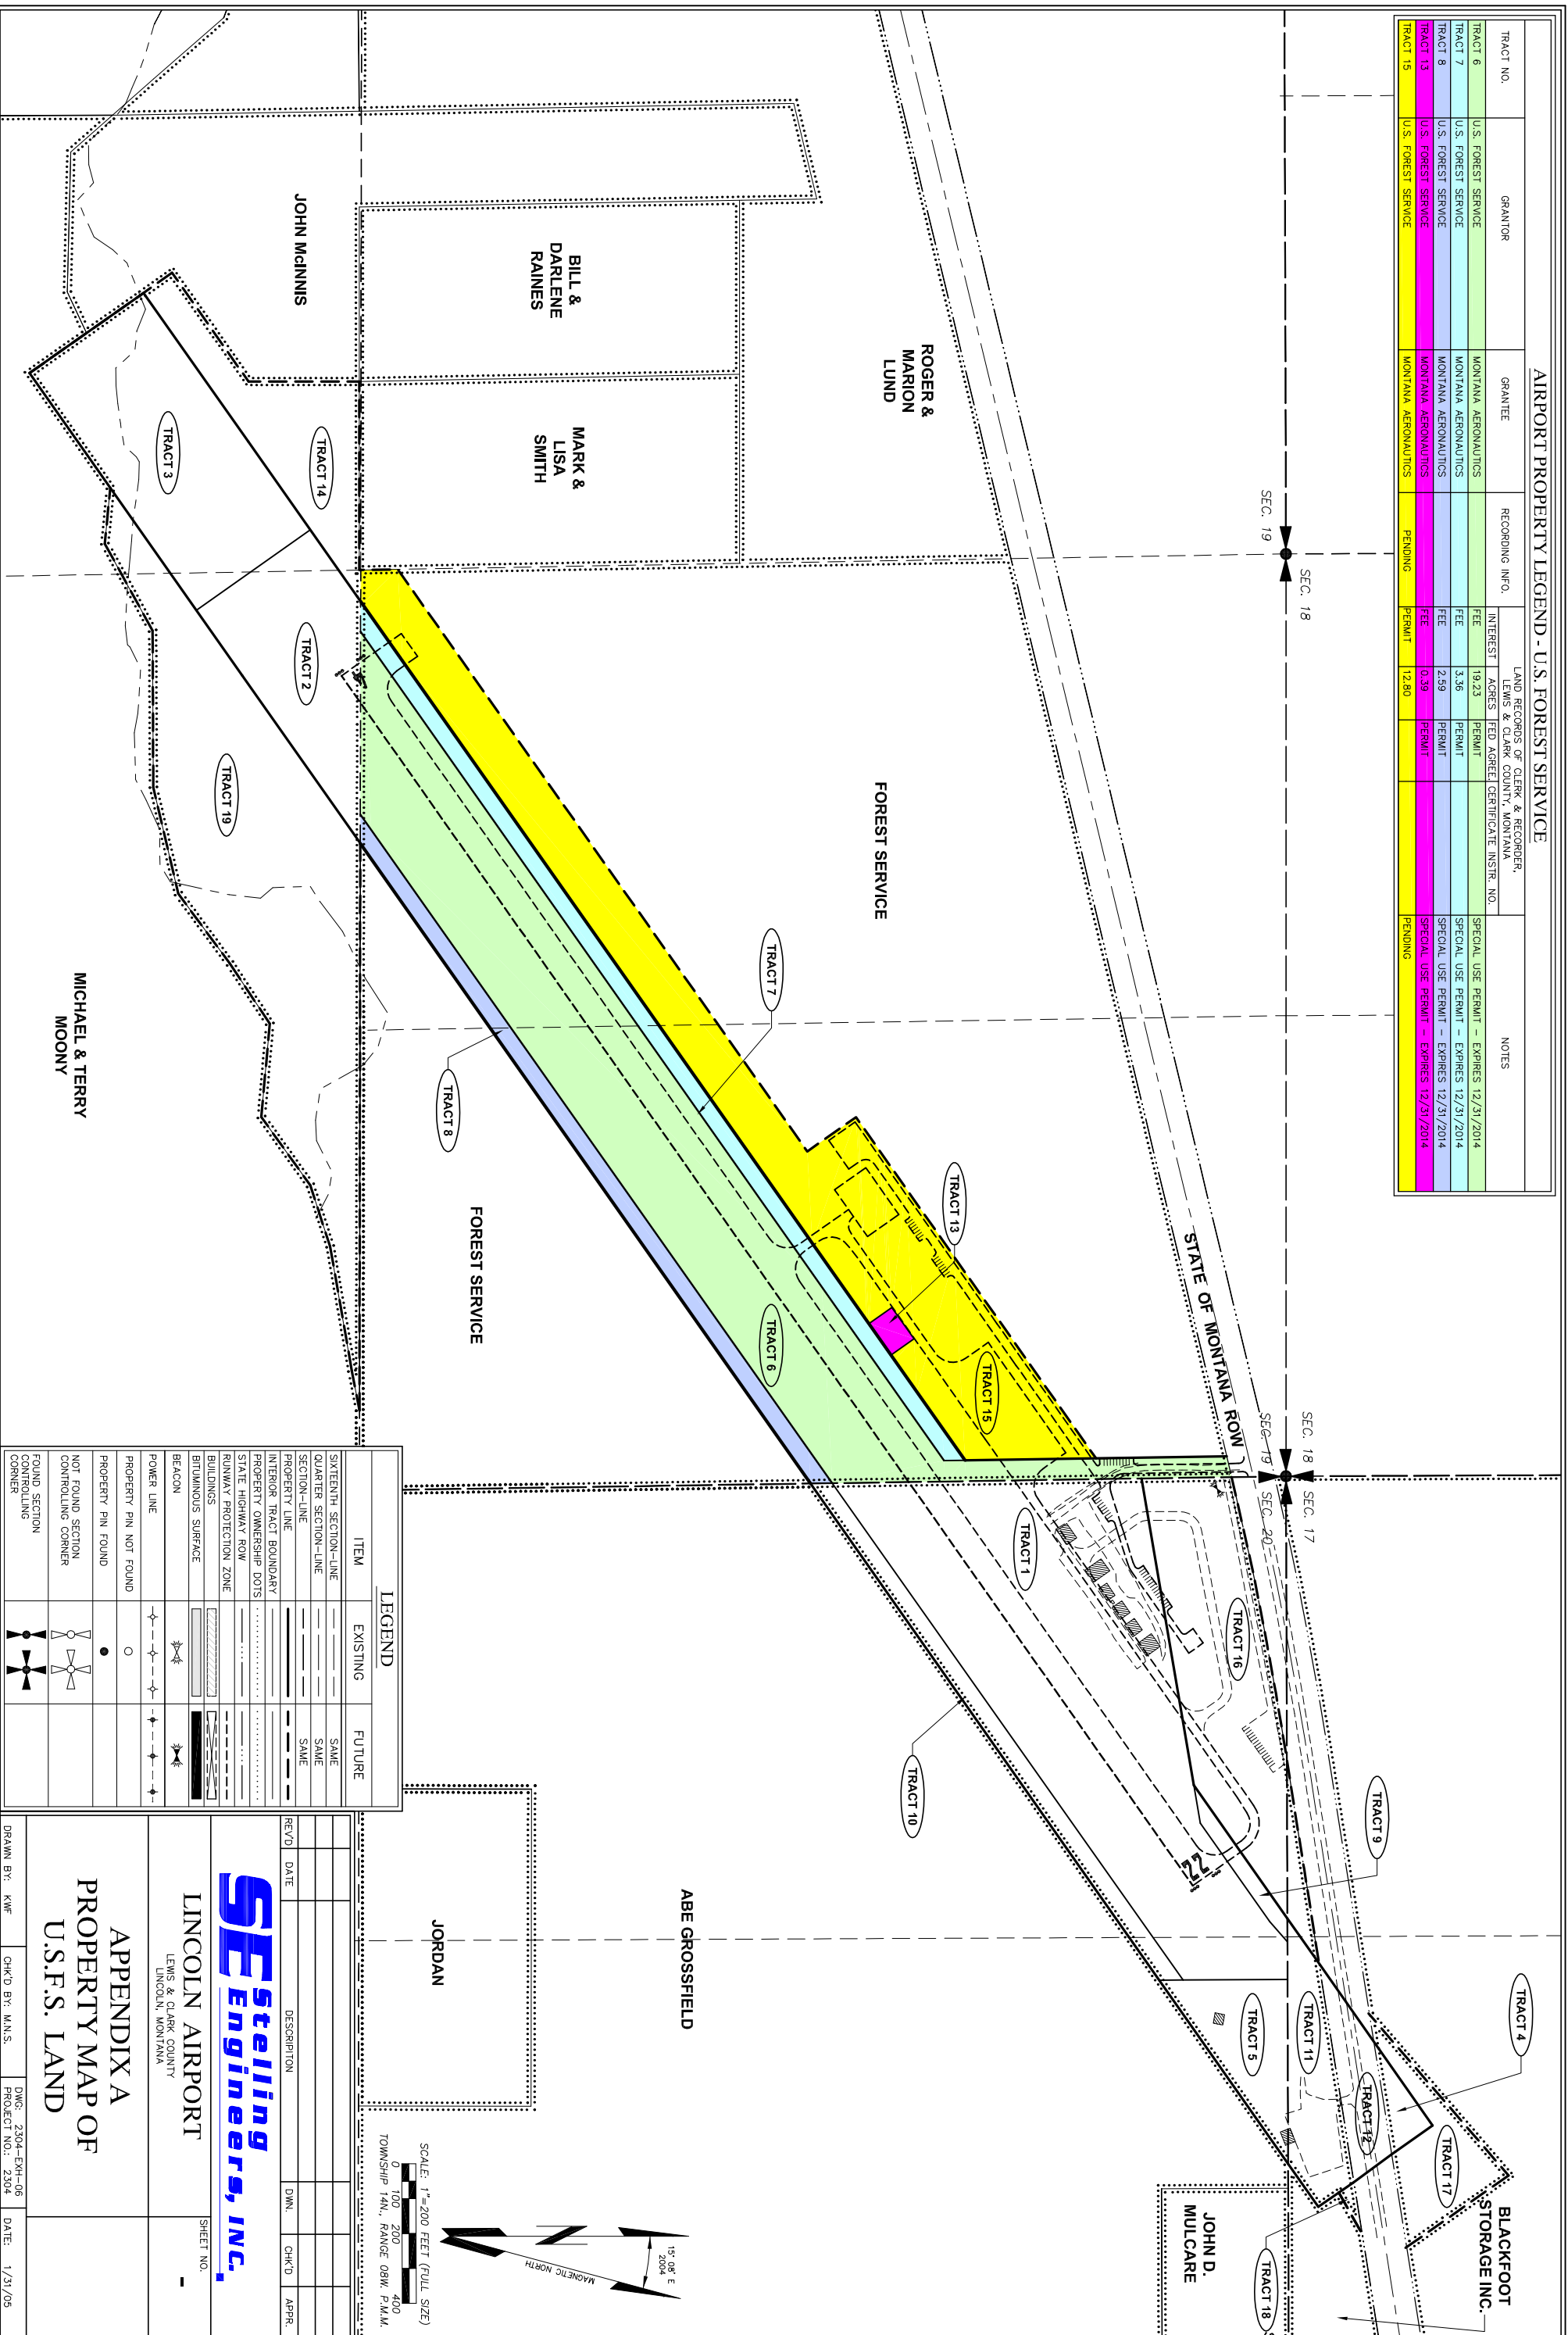 AIRPORT PROPERTY LEGEND - U.S. FOREST SERVICE
TRACT NO.
GRANTOR
GRANTEE
RECORDING INFO.
LAND RECORDS OF CLERK & RECORDER,
LEWIS & CLARK COUNTY, MONTANA
INTEREST
ACRES
FED AGREE.
CERTIFICATE INSTR. NO.
NOTES
TRACT 6 U.S. FOREST SERVICE MONTANA AERONAUTICS FEE 19.23 PERMIT SPECIAL USE PERMIT – EXPIRES 12/31/2014
TRACT 7 U.S. FOREST SERVICE MONTANA AERONAUTICS FEE 3.36 PERMIT SPECIAL USE PERMIT – EXPIRES 12/31/2014
TRACT 8 U.S. FOREST SERVICE MONTANA AERONAUTICS FEE 2.59 PERMIT SPECIAL USE PERMIT – EXPIRES 12/31/2014
TRACT 13 U.S. FOREST SERVICE MONTANA AERONAUTICS FEE 0.39 PERMIT SPECIAL USE PERMIT – EXPIRES 12/31/2014
TRACT 15 U.S. FOREST SERVICE MONTANA AERONAUTICS PENDING PERMIT 12.80 PENDING
SEC. 18
SEC. 19
SEC. 18
SEC. 17
SEC. 19
SEC. 20
STATE OF MONTANA ROW
ROGER &
MARION
LUND
FOREST SERVICE
BILL &
DARLENE
RAINES
MARK &
LISA
SMITH
JOHN McINNIS
TRACT 14
TRACT 3
TRACT 2
TRACT 19
TRACT 7
TRACT 8
TRACT 13
TRACT 6
TRACT 15
TRACT 1
TRACT 16
TRACT 10
TRACT 9
22
TRACT 4
TRACT 5
TRACT 11
TRACT 12
TRACT 17
TRACT 18
BLACKFOOT
STORAGE INC.
JOHN D.
MULCARE
ABE GROSSFIELD
JORDAN
FOREST SERVICE
MICHAEL & TERRY
MOONY
15° 08' E
2004
MAGNETIC NORTH
N
SCALE: 1"=200 FEET (FULL SIZE)
0 100 200 400
TOWNSHIP 14N., RANGE 08W. P.M.M.
LEGEND
ITEM EXISTING FUTURE
SIXTEENTH SECTION–LINE SAME
QUARTER SECTION–LINE SAME
SECTION–LINE SAME
PROPERTY LINE
INTERIOR TRACT BOUNDARY
PROPERTY OWNERSHIP DOTS
STATE HIGHWAY ROW
RUNWAY PROTECTION ZONE
BUILDINGS
BITUMINOUS SURFACE
BEACON
POWER LINE
PROPERTY PIN NOT FOUND
PROPERTY PIN FOUND
NOT FOUND SECTION
CONTROLLING CORNER
FOUND SECTION
CONTROLLING
CORNER
REV'D DATE DESCRIPITON DWN. CHK'D APPR.
SE Stelling
Engineers, INC.
LINCOLN AIRPORT
LEWIS & CLARK COUNTY
LINCOLN, MONTANA
SHEET NO.
-
APPENDIX A
PROPERTY MAP OF
U.S.F.S. LAND
DRAWN BY: KWF
CHK'D BY: M.N.S.
DWG: 2304–EXH–06
PROJECT NO.: 2304
DATE: 1/31/05